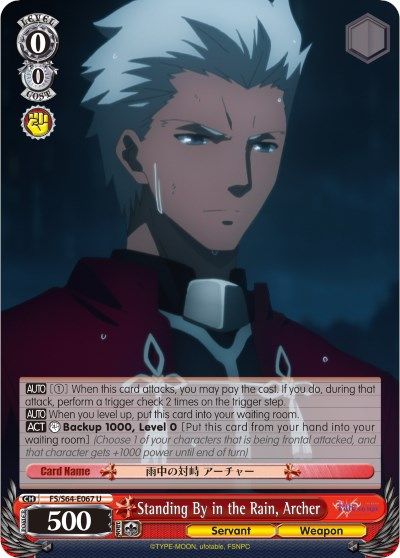 LEVEL
0
0
COST
AUTO [①] When this card attacks, you may pay the cost. If you do, during that
attack, perform a trigger check 2 times on the trigger step.
AUTO When you level up, put this card into your waiting room.
ACT Backup 1000, Level 0 [Put this card from your hand into your
waiting room] (Choose 1 of your characters that is being frontal attacked, and
that character gets +1000 power until end of turn)
Card Name 雨中の対峙 アーチャー
CH FS/S64-E067 U
POWER 500
Standing By in the Rain, Archer
Servant Weapon
©TYPE-MOON, ufotable, FSNPC